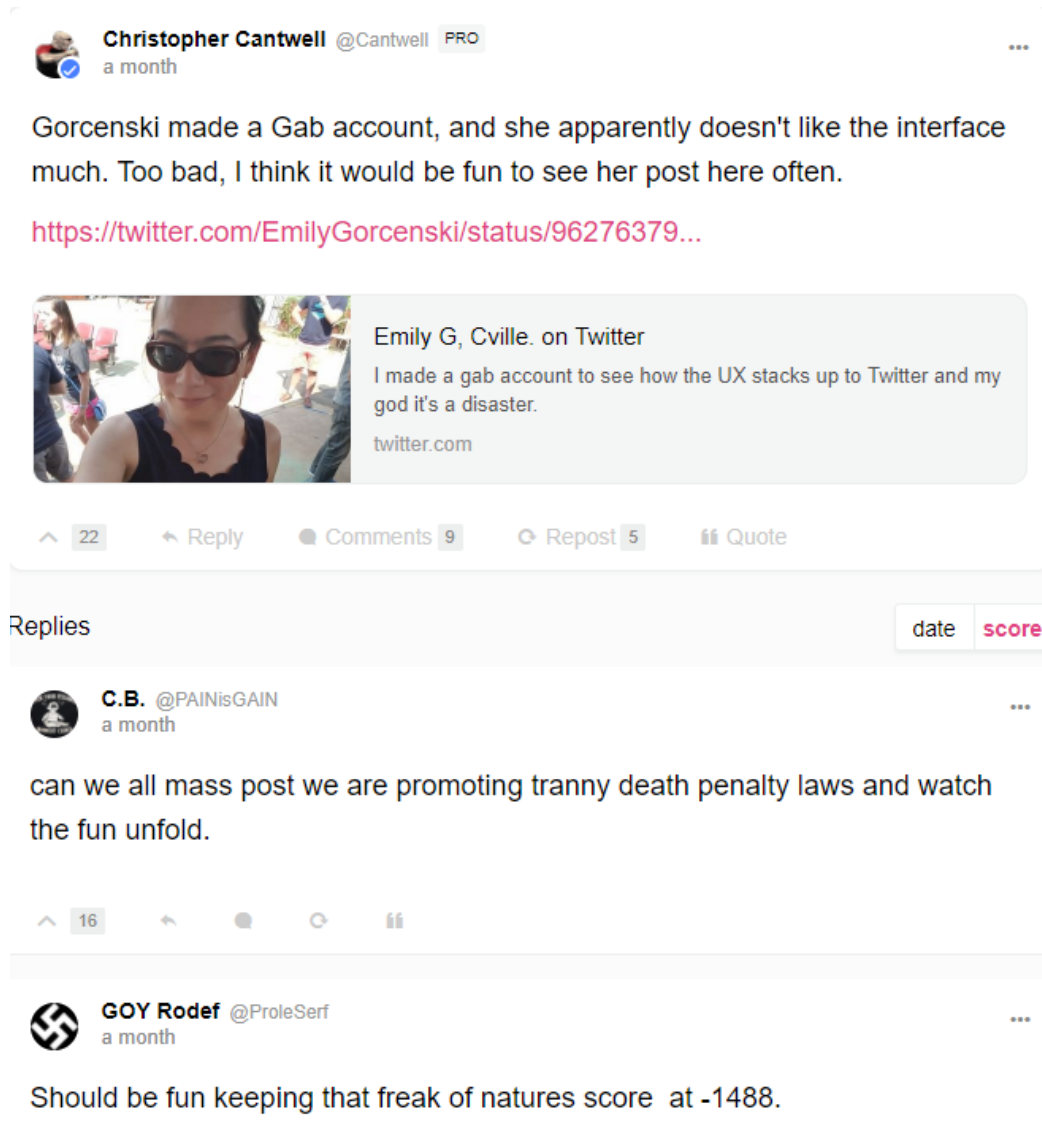 Christopher Cantwell @Cantwell PRO
a month
Gorcenski made a Gab account, and she apparently doesn't like the interface
much. Too bad, I think it would be fun to see her post here often.
https://twitter.com/EmilyGorcenski/status/96276379...
Emily G, Cville. on Twitter
I made a gab account to see how the UX stacks up to Twitter and my
god it's a disaster.
twitter.com
22 Reply Comments 9 Repost 5 Quote
Replies date score
C.B. @PAINisGAIN
a month
can we all mass post we are promoting tranny death penalty laws and watch
the fun unfold.
16
GOY Rodef @ProleSerf
a month
Should be fun keeping that freak of natures score at -1488.